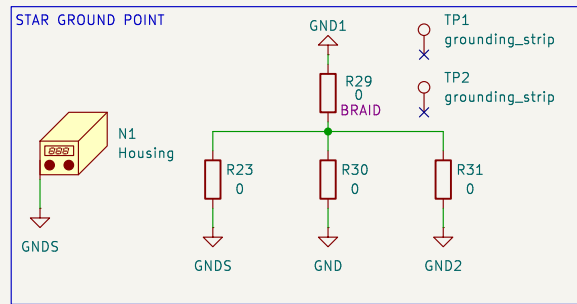 STAR GROUND POINT
GND1
TP1
grounding_strip
R29
0
BRAID
TP2
grounding_strip
N1
Housing
R23
0
R30
0
R31
0
GNDS
GNDS
GND
GND2